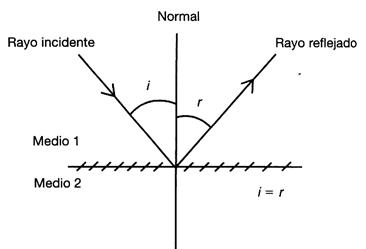 Normal
Rayo incidente
Rayo reflejado
i
r
Medio 1
Medio 2
i = r